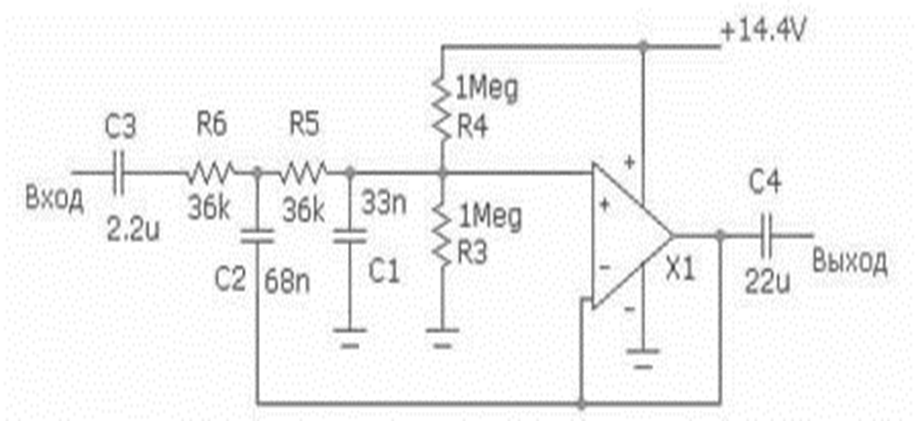 +14.4V
1Meg
R4
C3
R6
R5
Вход
2.2u
36k
36k
33n
C2
68n
C1
1Meg
R3
+
+
-
-
X1
C4
22u
Выход